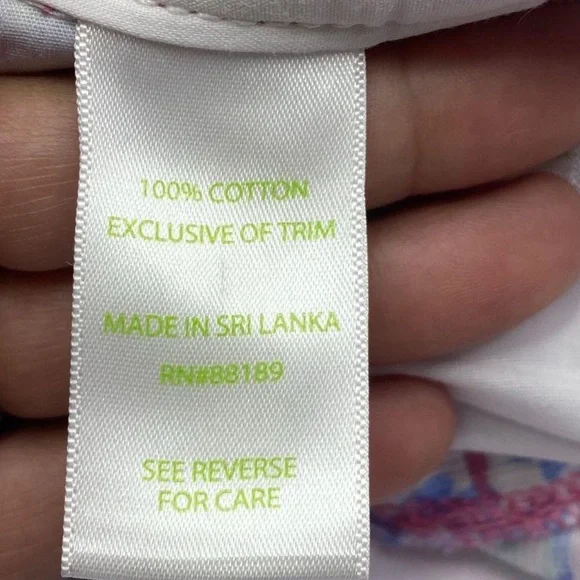 100% COTTON
EXCLUSIVE OF TRIM
MADE IN SRI LANKA
RN#88189
SEE REVERSE
FOR CARE